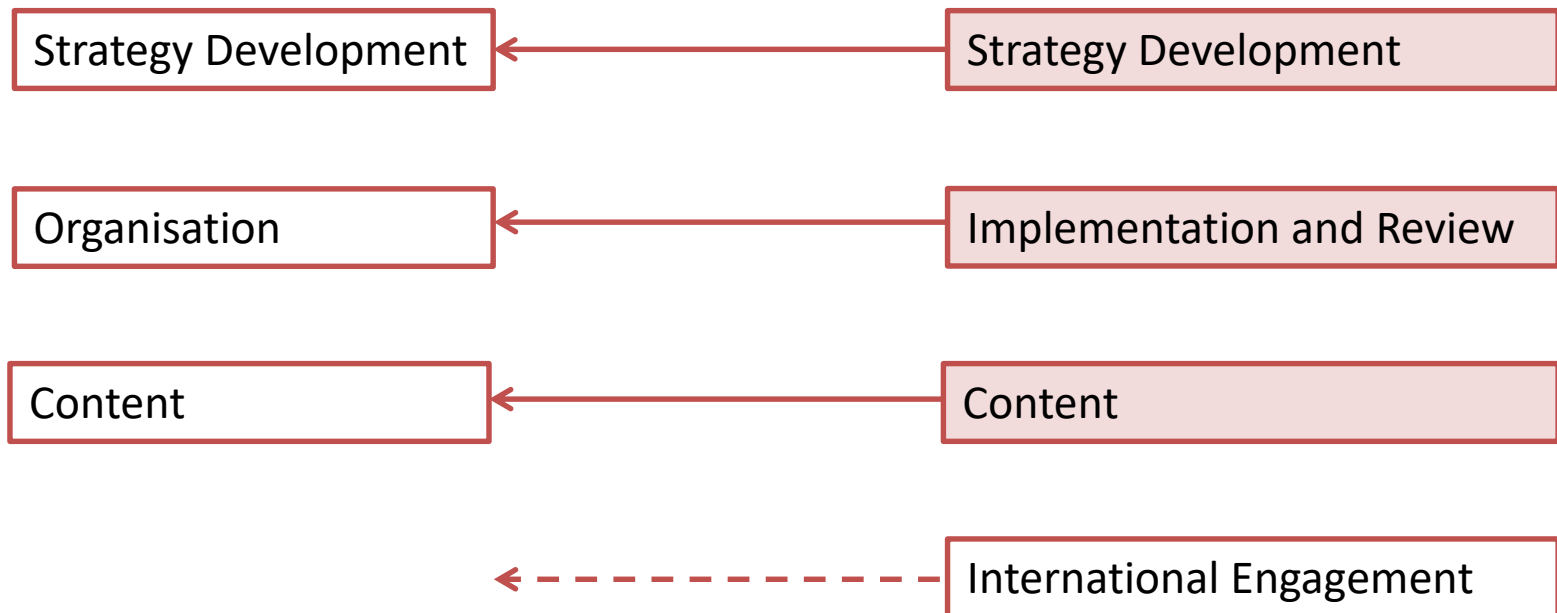 Strategy Development
Strategy Development
Organisation
Implementation and Review
Content
Content
International Engagement